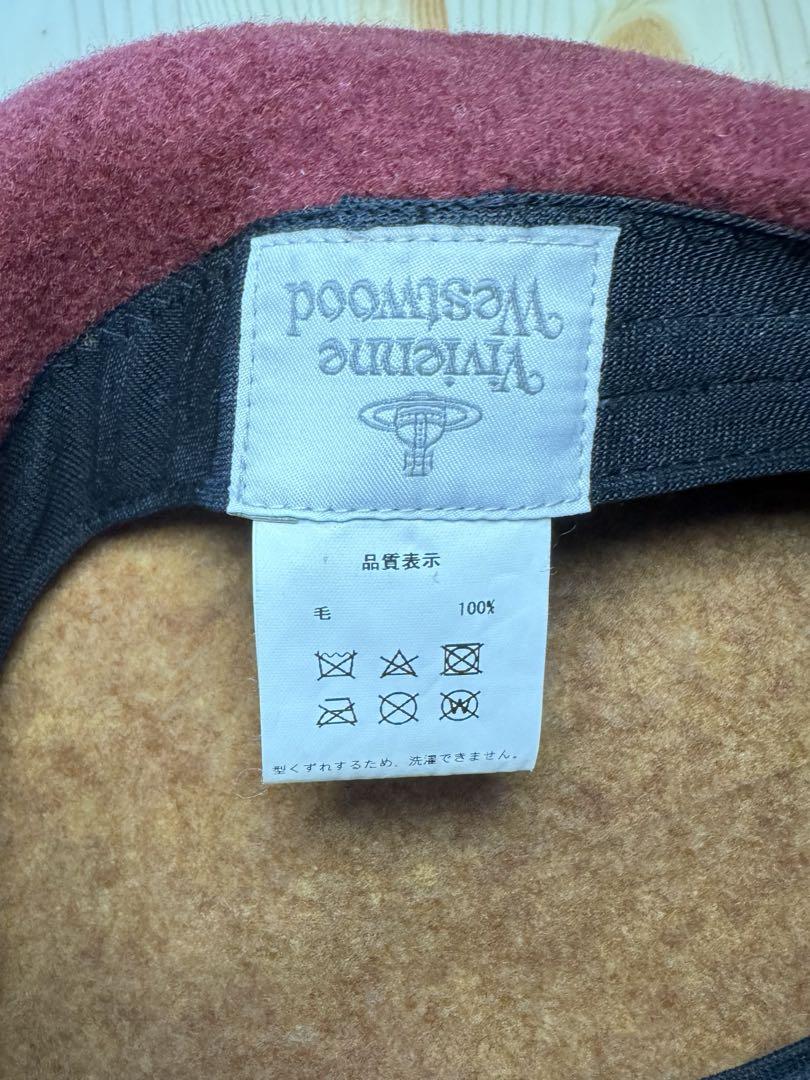 Vivienne
Westwood
品質表示
毛 100%
W
型くずれするため、洗濯できません。